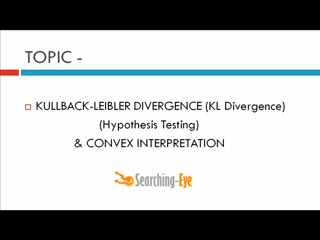 TOPIC -
KULLBACK-LEIBLER DIVERGENCE (KL Divergence)
(Hypothesis Testing)
& CONVEX INTERPRETATION
Searching-Eye